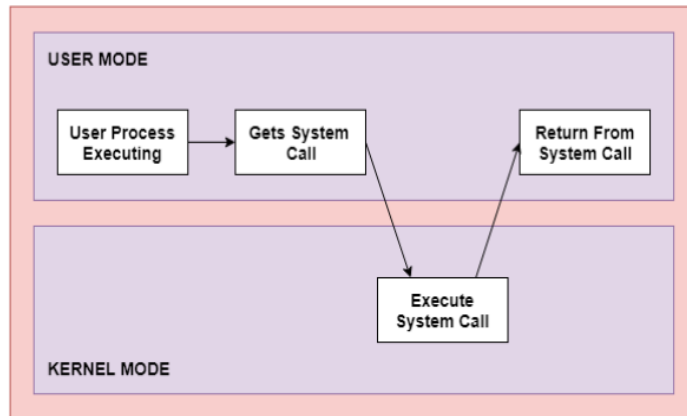 USER MODE
User Process
Executing
Gets System
Call
Return From
System Call
Execute
System Call
KERNEL MODE